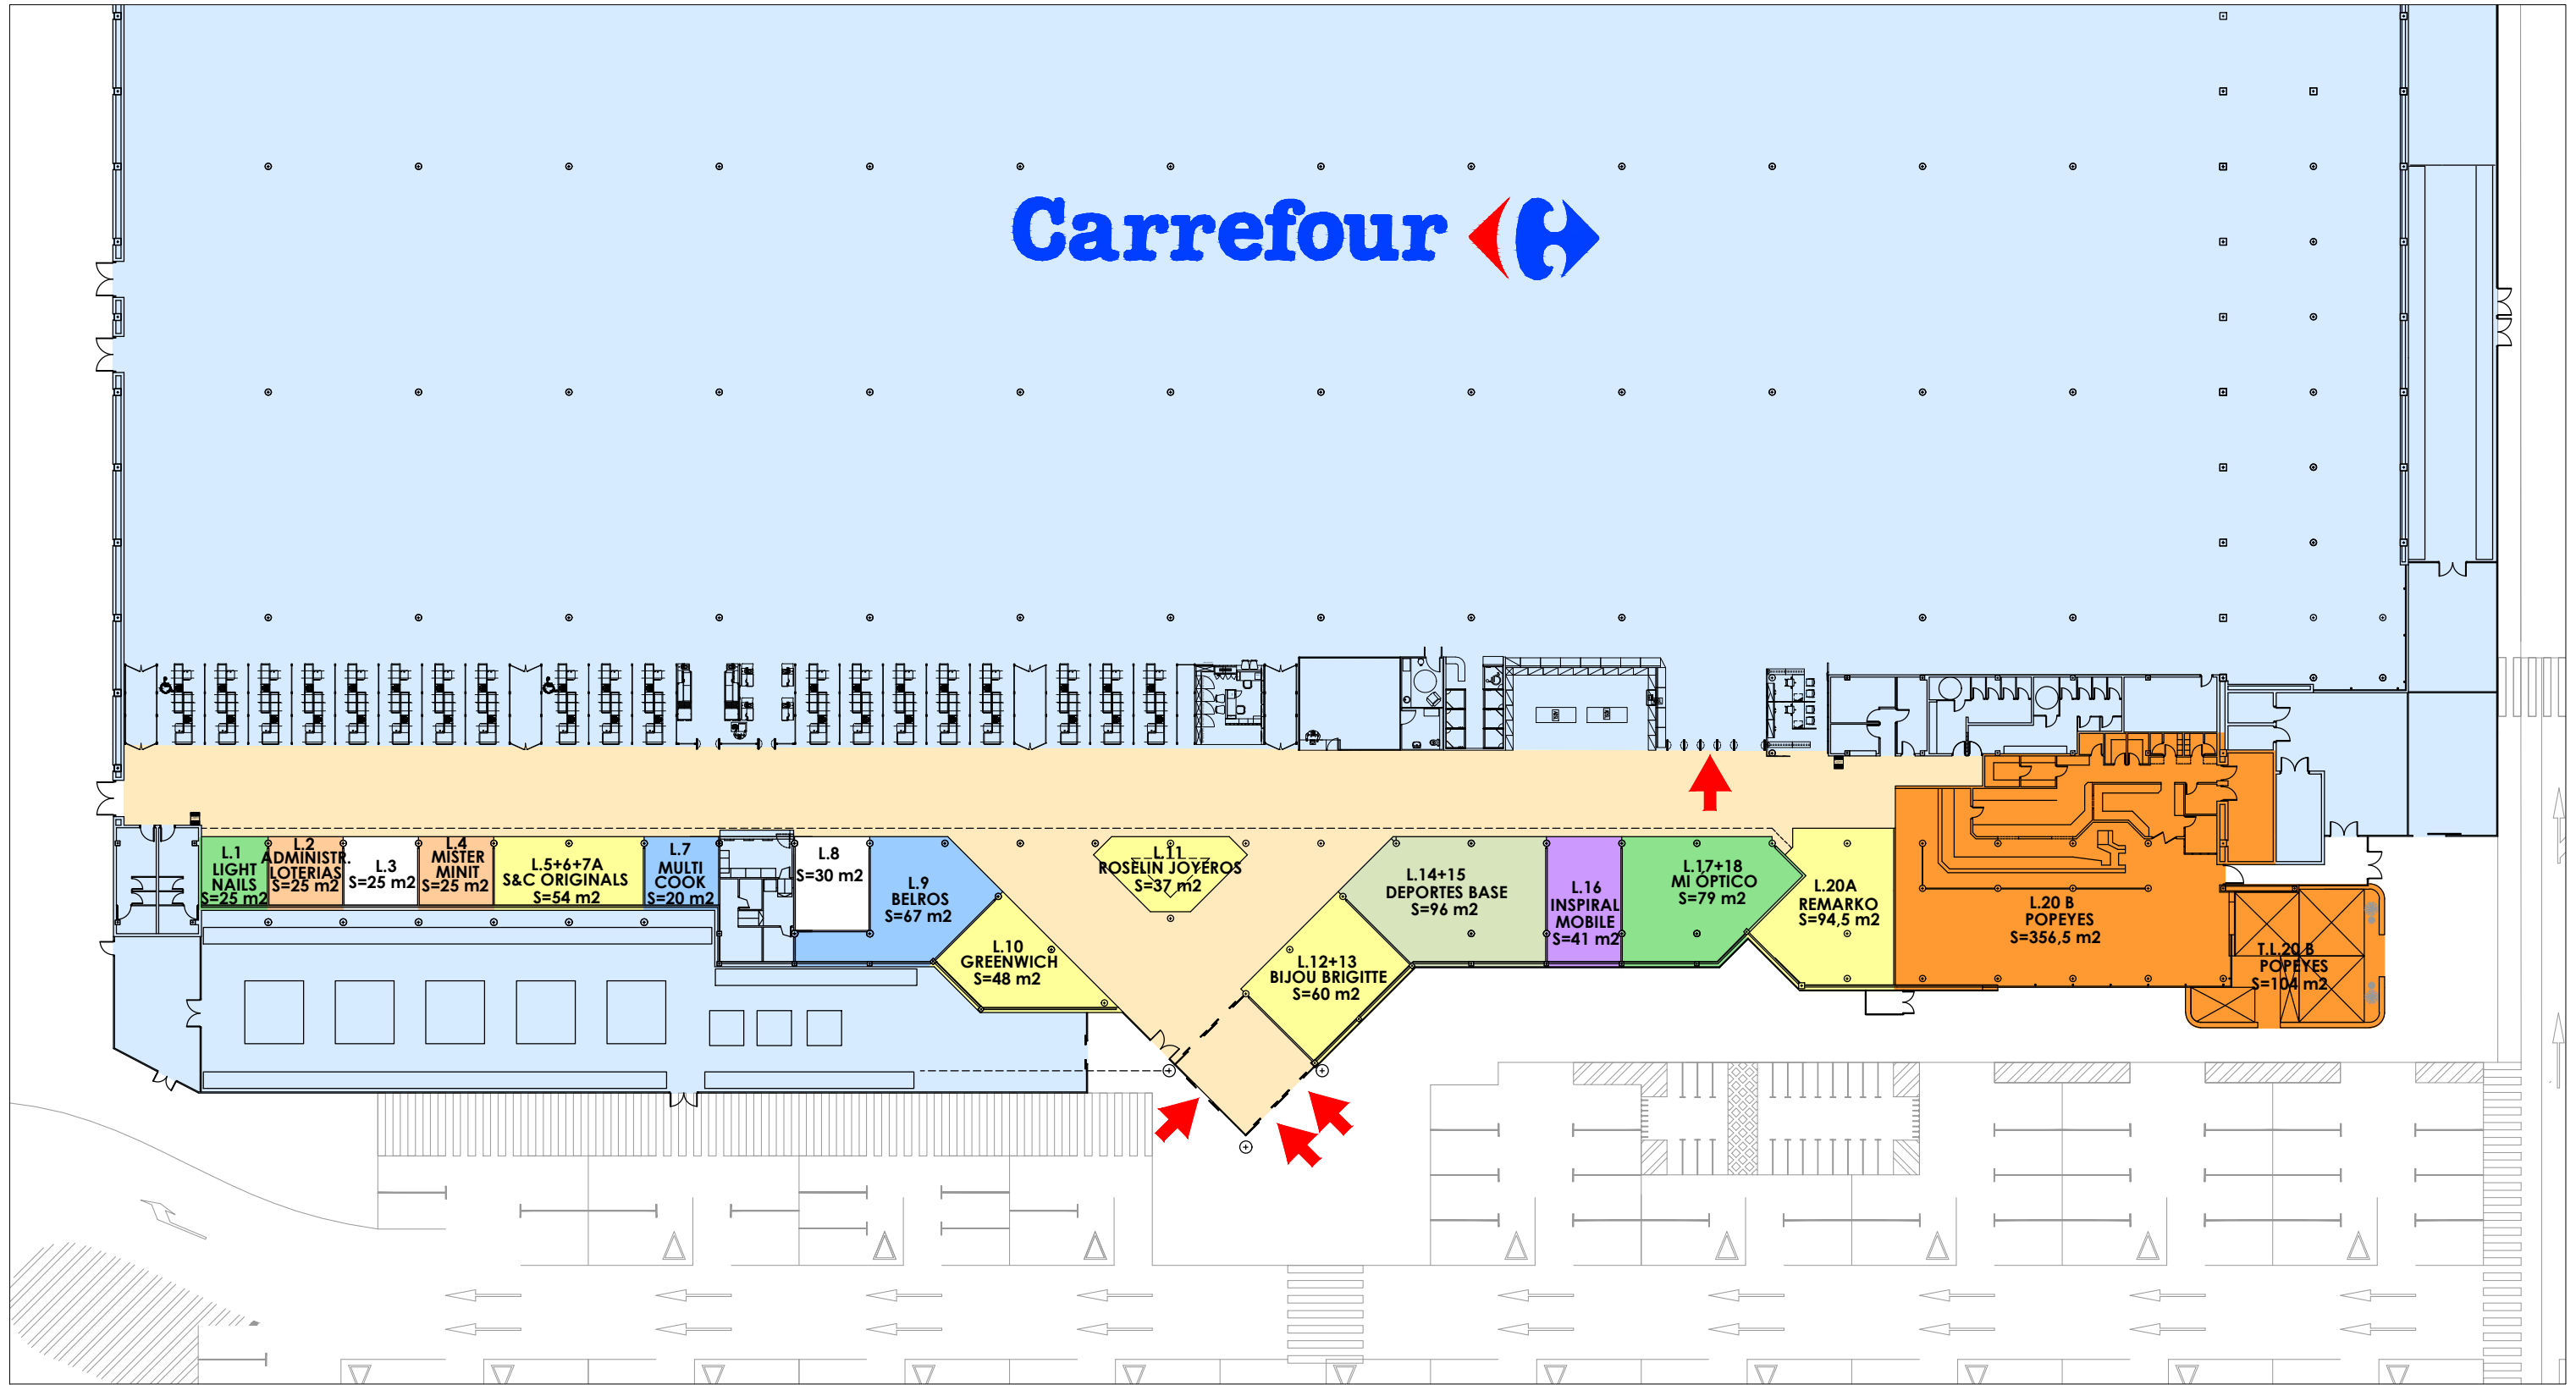 Carrefour
L.1
LIGHT
NAILS
S=25 m2
L.2
ADMINISTR.
LOTERIAS
S=25 m2
L.3
S=25 m2
L.4
MISTER
MINIT
S=25 m2
L.5+6+7A
S&C ORIGINALS
S=54 m2
L.7
MULTI
COOK
S=20 m2
L.8
S=30 m2
L.9
BELROS
S=67 m2
L.10
GREENWICH
S=48 m2
L.11
ROSELIN JOYEROS
S=37 m2
L.12+13
BIJOU BRIGITTE
S=60 m2
L.14+15
DEPORTES BASE
S=96 m2
L.16
INSPIRAL
MOBILE
S=41 m2
L.17+18
MI ÓPTICO
S=79 m2
L.20A
REMARKO
S=94,5 m2
L.20 B
POPEYES
S=356,5 m2
T.L.20 B
POPEYES
S=104 m2